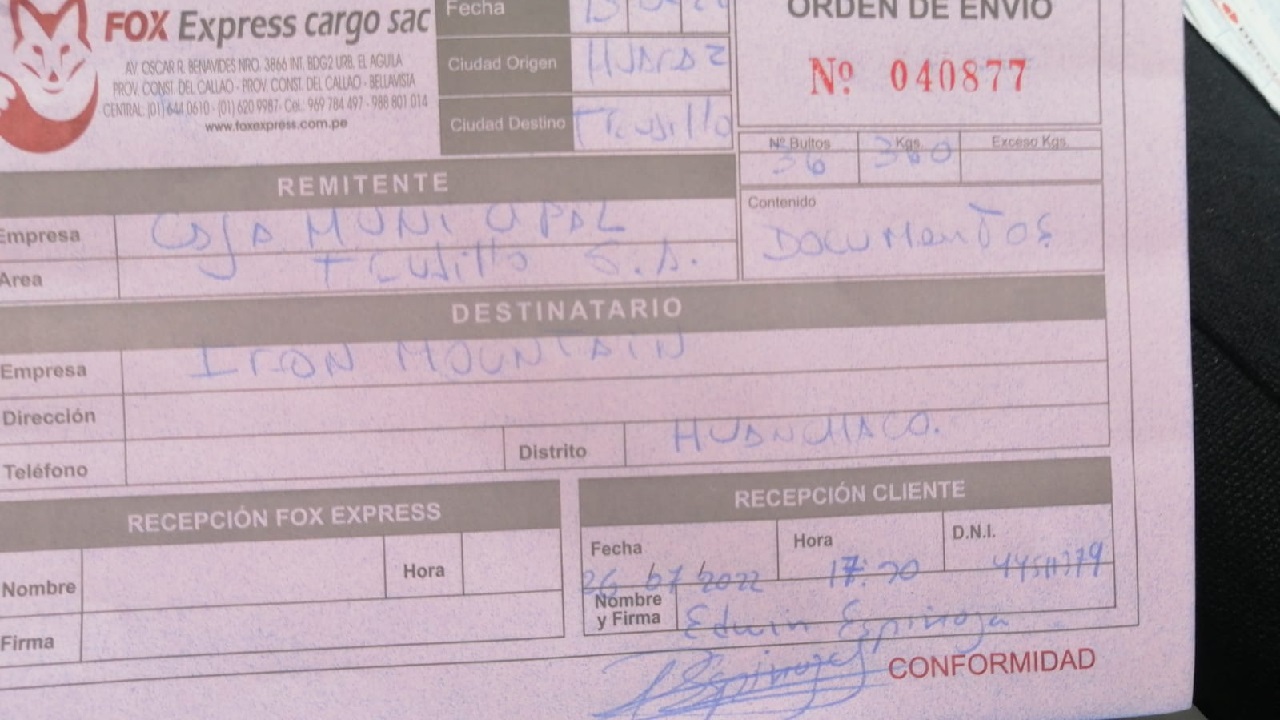 FOX Express cargo sac
AV. OSCAR R. BENAVIDES NRO. 3866 INT. BDG2 URB. EL AGUILA
PROV. CONST. DEL CALLAO - PROV. CONST. DEL CALLAO - BELLAVISTA
CENTRAL: (01) 644 0610 - (01) 620 9987 - Cel.: 969 784 497 - 988 801 014
www.foxexpress.com.pe
Fecha
Ciudad Origen HUARAZ
Ciudad Destino Trujillo
ORDEN DE ENVIO
Nº 040877
Nº Bultos Kgs. Exceso Kgs.
36 360
Contenido
DOCUMENTOS
REMITENTE
Empresa CAJA MUNICIPAL
Area TRUJILLO S.A.
DESTINATARIO
Empresa IRON MOUNTAIN
Dirección
Teléfono Distrito HUANCHACO.
RECEPCIÓN FOX EXPRESS
Nombre Hora
Firma
RECEPCIÓN CLIENTE
Fecha Hora D.N.I.
26 07 2022 17:20
Nombre y Firma Edwin Espinoza
Espinoza
CONFORMIDAD